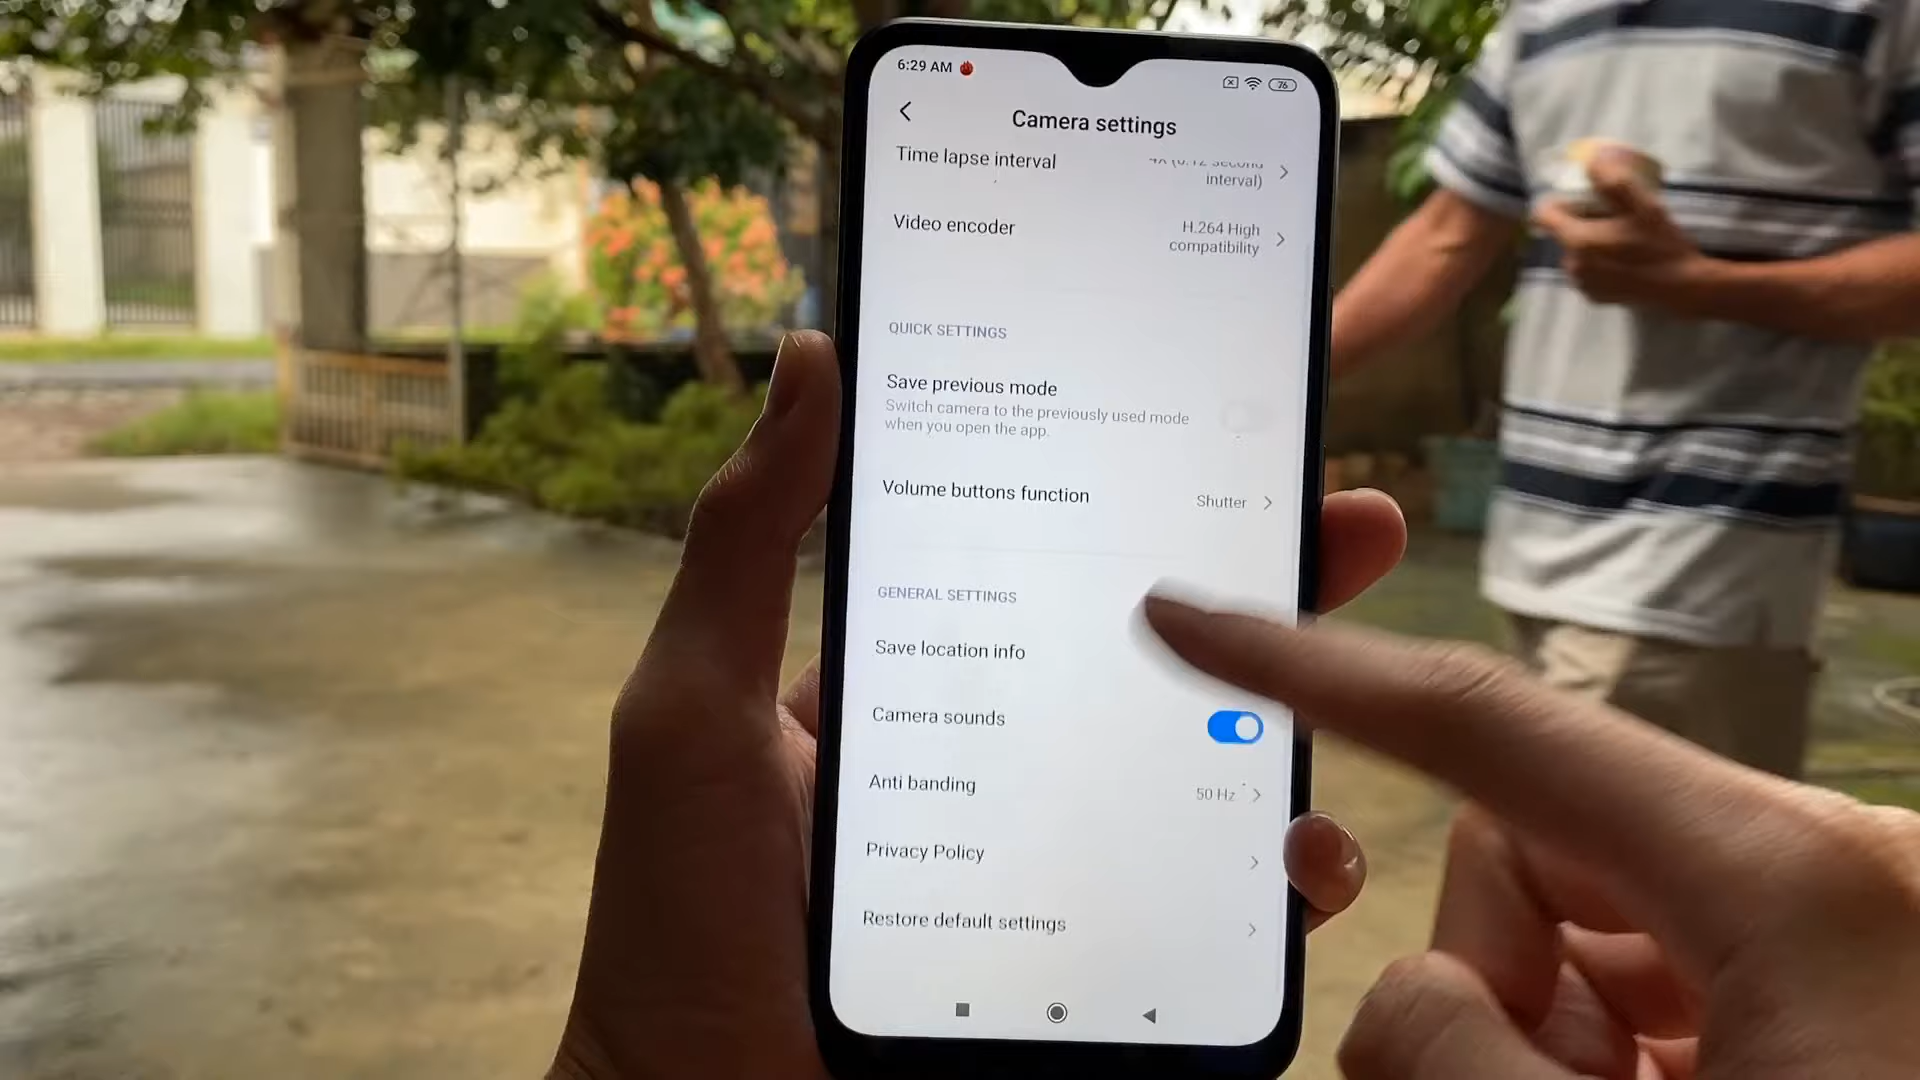 6:29 AM
76
Camera settings
Time lapse interval
interval)
Video encoder
H.264 High
compatibility
QUICK SETTINGS
Save previous mode
Switch camera to the previously used mode
when you open the app.
Volume buttons function
Shutter
GENERAL SETTINGS
Save location info
Camera sounds
Anti banding
50 Hz
Privacy Policy
Restore default settings